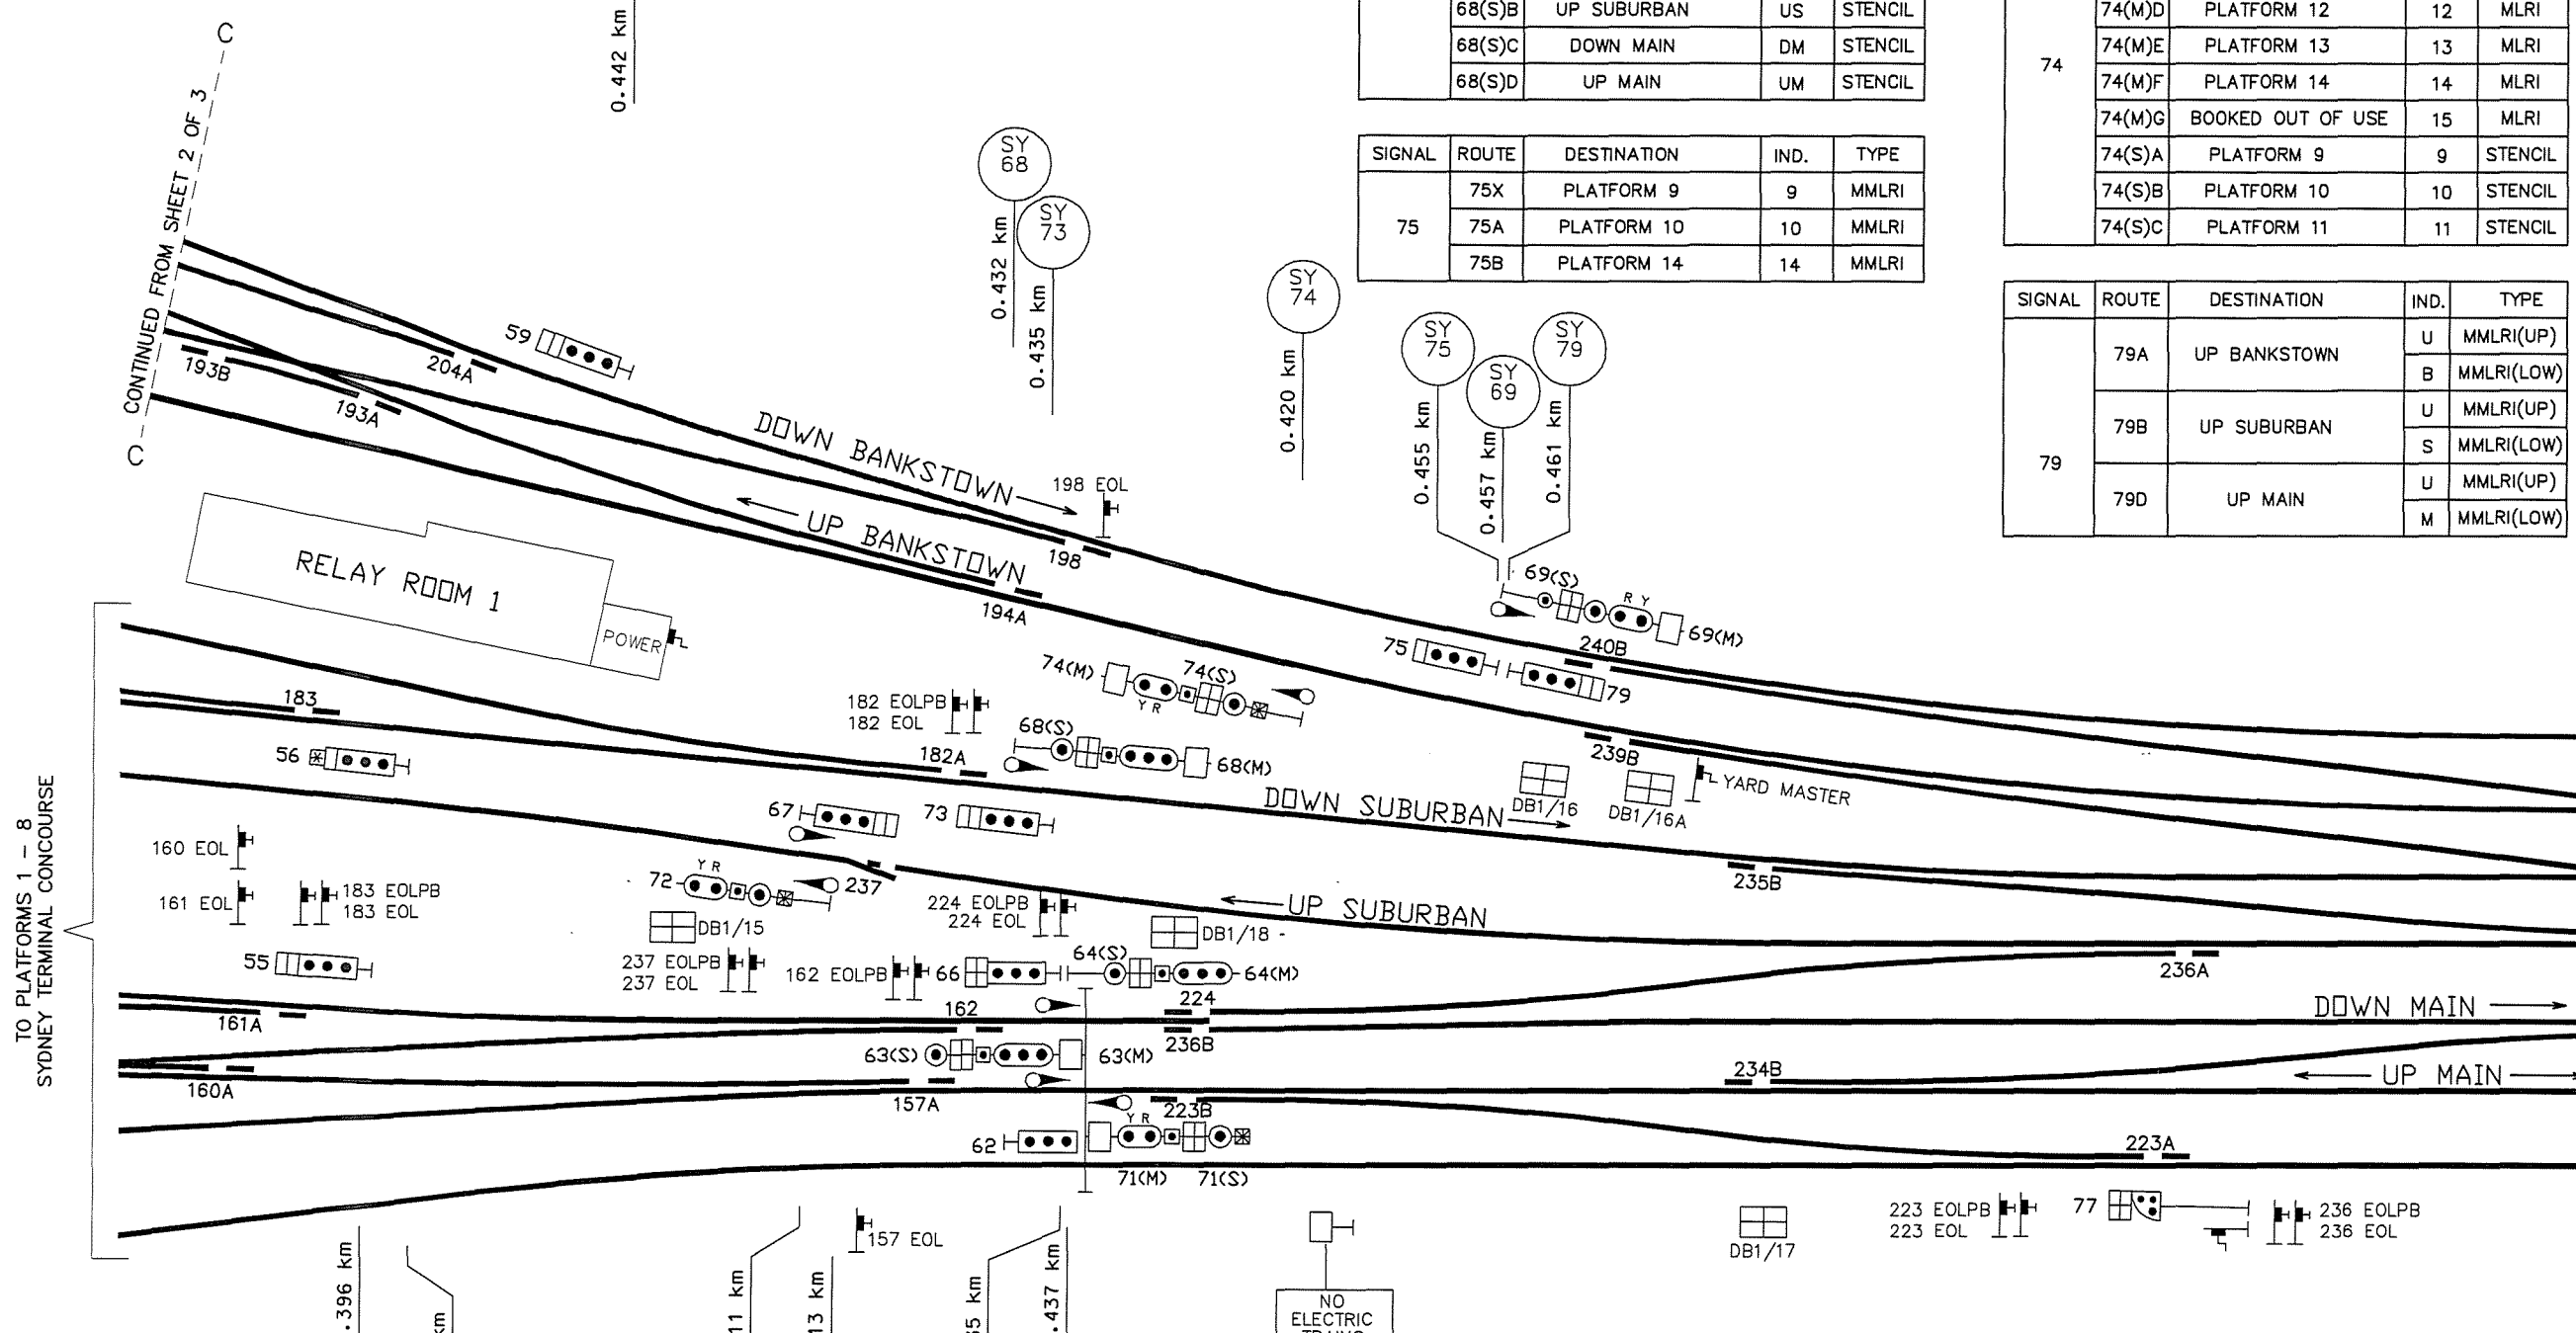 C
CONTINUED FROM SHEET 2 OF 3
C
0.442 km
68(S)B UP SUBURBAN US STENCIL
68(S)C DOWN MAIN DM STENCIL
68(S)D UP MAIN UM STENCIL
SIGNAL ROUTE DESTINATION IND. TYPE
75
75X PLATFORM 9 9 MMLRI
75A PLATFORM 10 10 MMLRI
75B PLATFORM 14 14 MMLRI
74
74(M)D PLATFORM 12 12 MLRI
74(M)E PLATFORM 13 13 MLRI
74(M)F PLATFORM 14 14 MLRI
74(M)G BOOKED OUT OF USE 15 MLRI
74(S)A PLATFORM 9 9 STENCIL
74(S)B PLATFORM 10 10 STENCIL
74(S)C PLATFORM 11 11 STENCIL
SIGNAL ROUTE DESTINATION IND. TYPE
79
79A UP BANKSTOWN U MMLRI(UP)
B MMLRI(LOW)
79B UP SUBURBAN U MMLRI(UP)
S MMLRI(LOW)
79D UP MAIN U MMLRI(UP)
M MMLRI(LOW)
SY
68
0.432 km
SY
73
0.435 km
SY
74
0.420 km
SY
75
0.455 km
SY
69
0.457 km
SY
79
0.461 km
59
204A
193B
193A
DOWN BANKSTOWN
UP BANKSTOWN
198 EOL
198
194A
RELAY ROOM 1
POWER
69(S)
R Y
69(M)
240B
75
79
74(M)
74(S)
Y R
182 EOLPB
182 EOL
183
56
182A
68(S)
68(M)
239B
DB1/16
DB1/16A
YARD MASTER
DOWN SUBURBAN
67
73
TO PLATFORMS 1 - 8
SYDNEY TERMINAL CONCOURSE
160 EOL
161 EOL
183 EOLPB
183 EOL
Y R
72
237
235B
UP SUBURBAN
224 EOLPB
224 EOL
DB1/15
DB1/18
55
237 EOLPB
237 EOL
162 EOLPB
66
64(S)
64(M)
236A
161A
162
224
DOWN MAIN
236B
63(S)
63(M)
160A
157A
234B
UP MAIN
223B
Y R
62
71(M)
71(S)
223A
157 EOL
DB1/17
223 EOLPB
223 EOL
77
236 EOLPB
236 EOL
.396 km
km
11 km
13 km
.437 km
NO
ELECTRIC